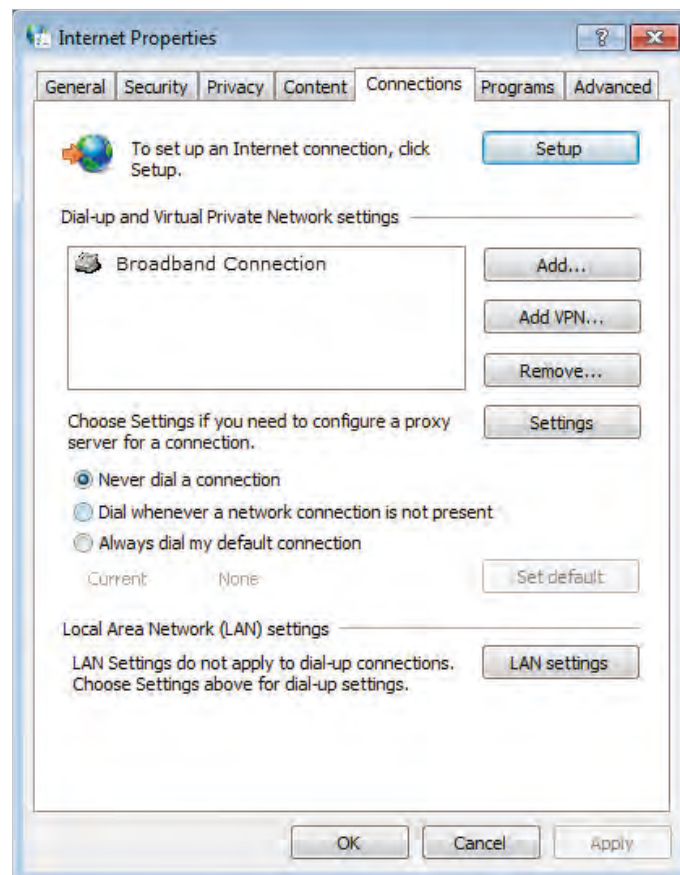 Internet Properties
General Security Privacy Content Connections Programs Advanced
To set up an Internet connection, click
Setup.
Setup
Dial-up and Virtual Private Network settings
Broadband Connection
Add...
Add VPN...
Remove...
Choose Settings if you need to configure a proxy
server for a connection.
Settings
Never dial a connection
Dial whenever a network connection is not present
Always dial my default connection
Current None
Set default
Local Area Network (LAN) settings
LAN Settings do not apply to dial-up connections.
Choose Settings above for dial-up settings.
LAN settings
OK Cancel Apply